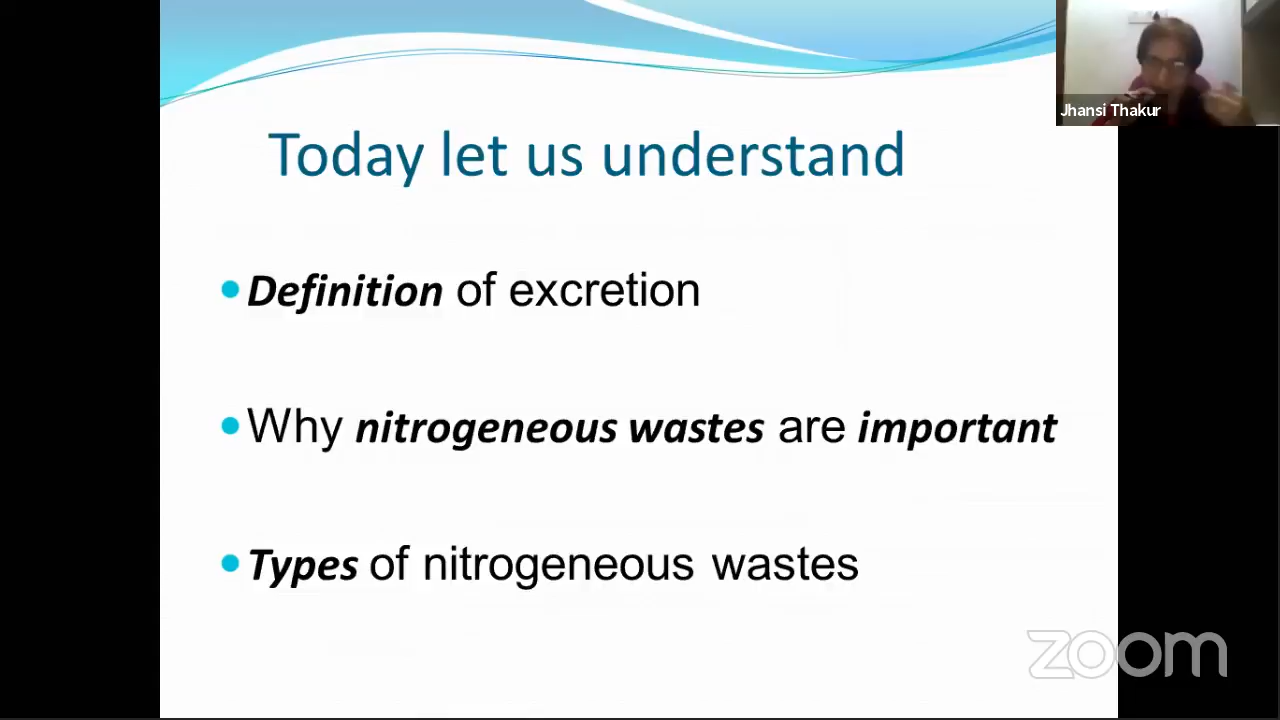 Jhansi Thakur
Today let us understand
Definition of excretion
Why nitrogeneous wastes are important
Types of nitrogeneous wastes
zoom